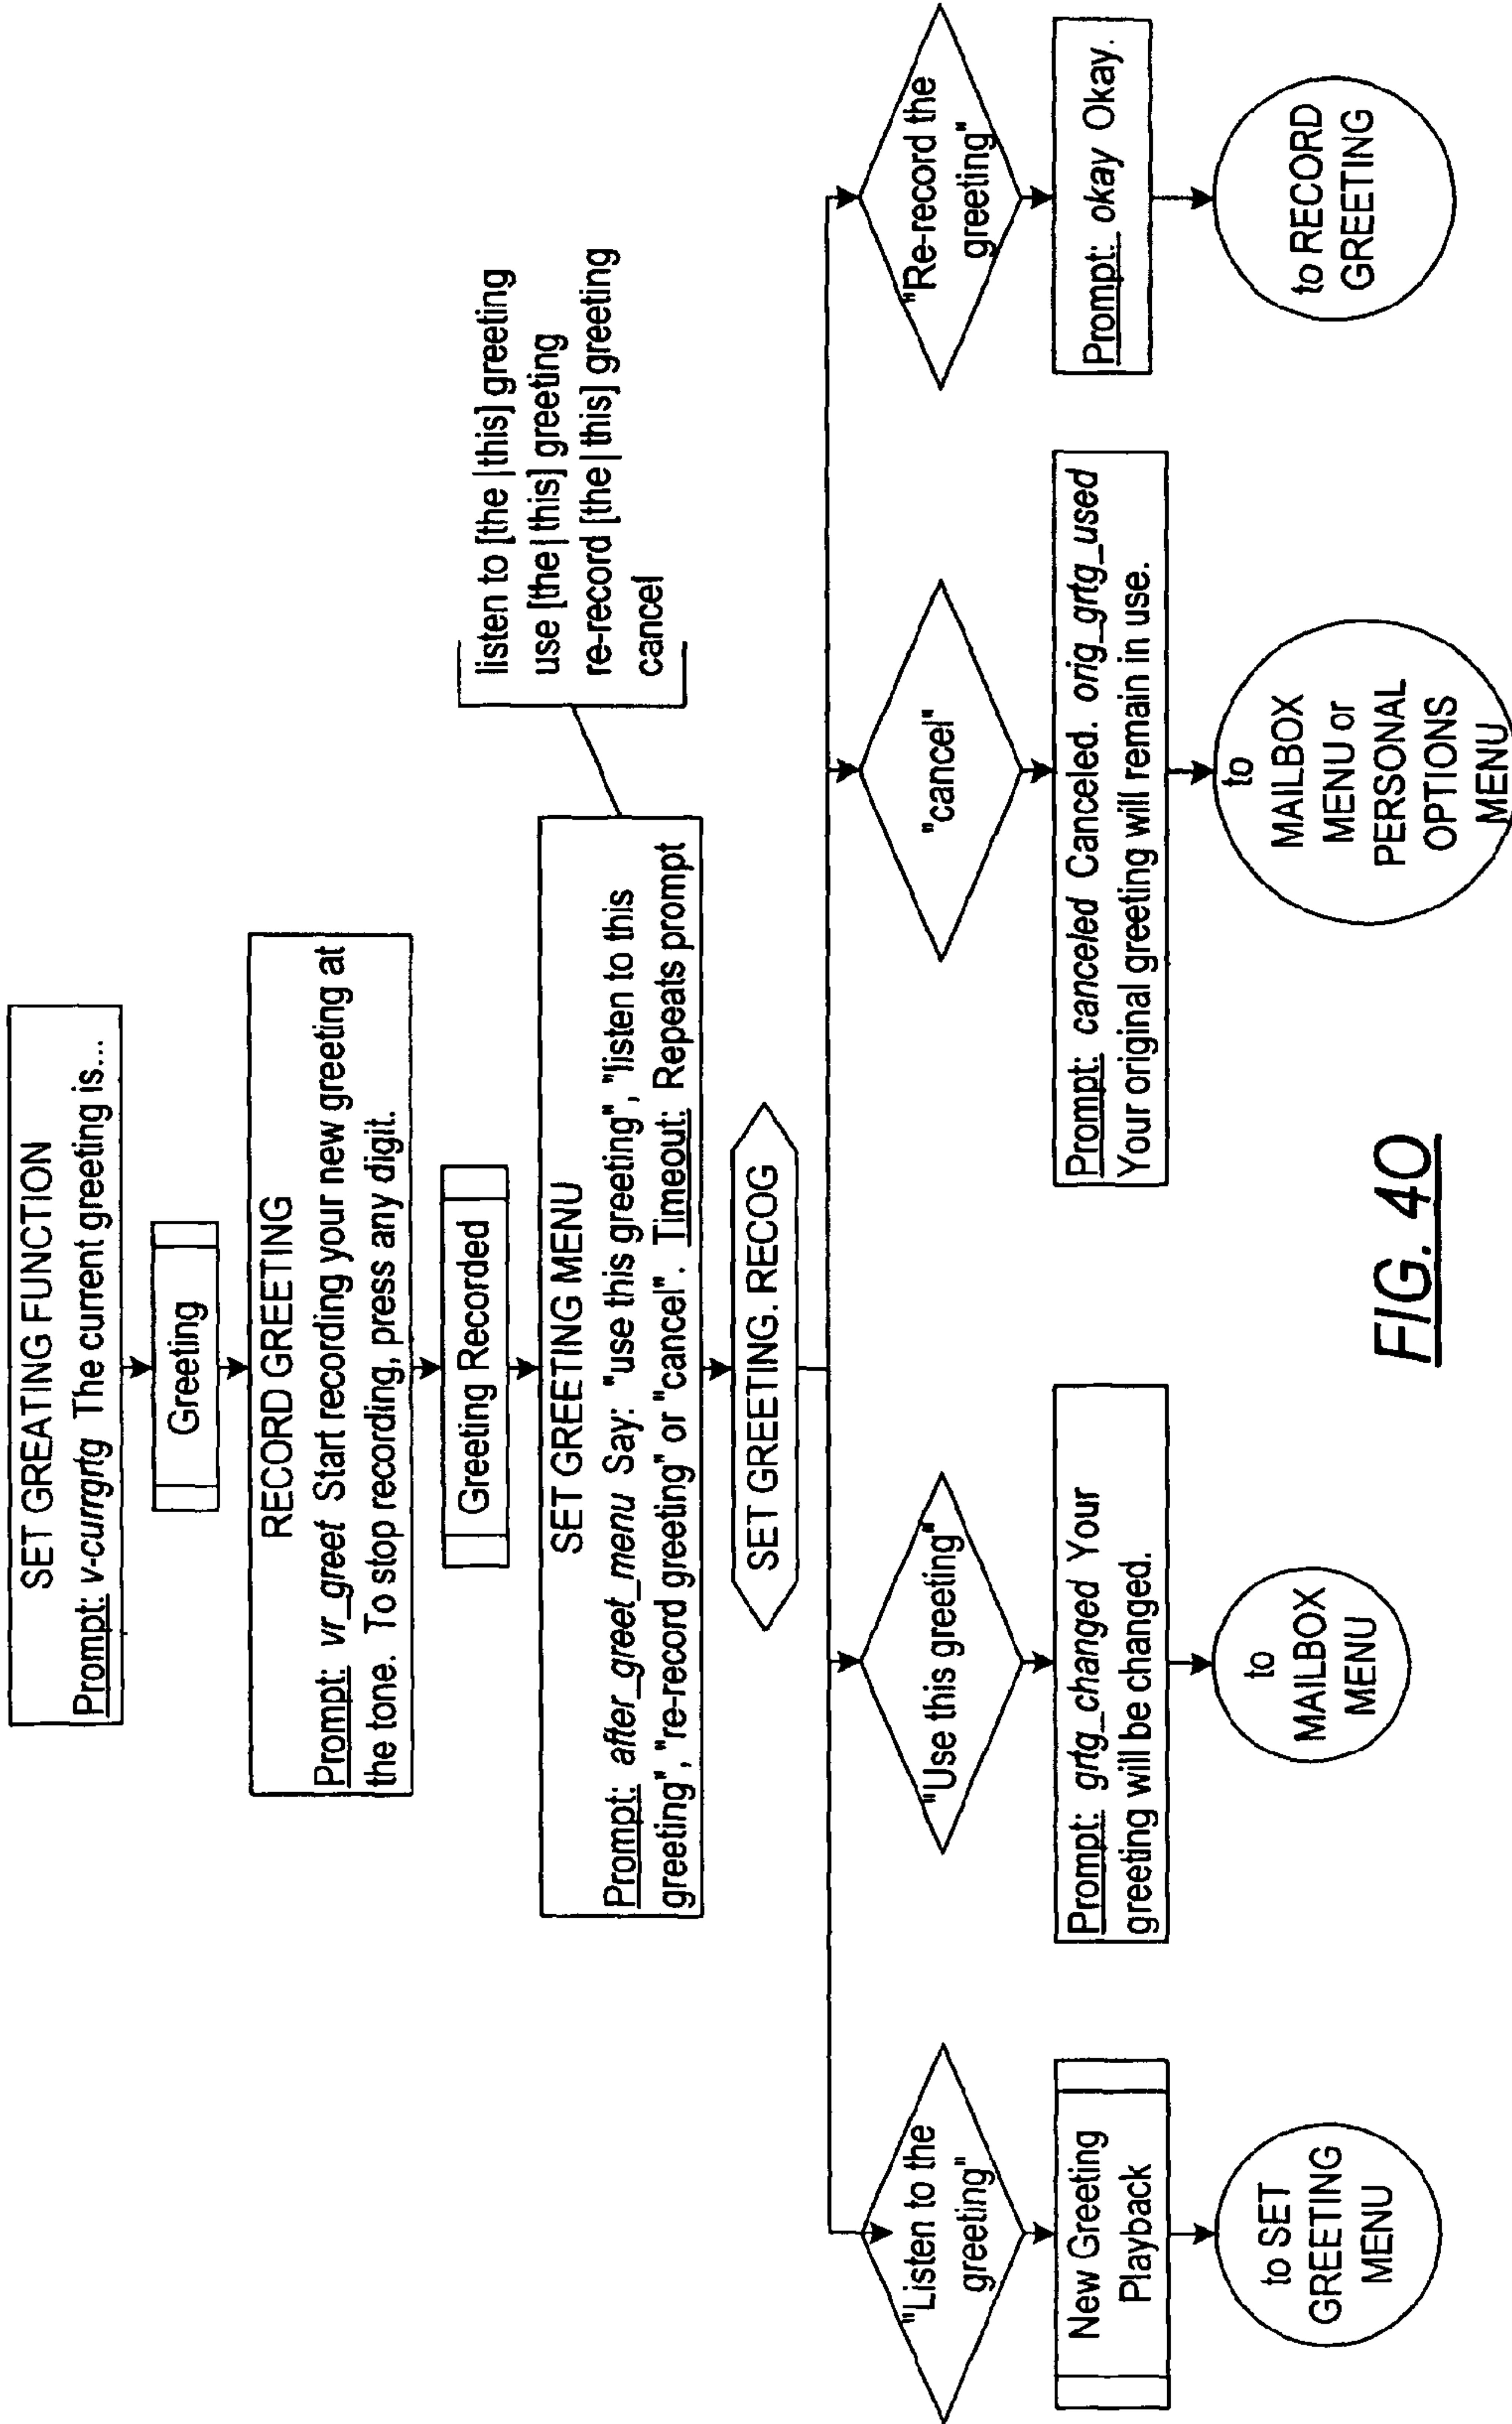 SET GREATING FUNCTION
Prompt: v-currgrtg The current greeting is...
Greeting
RECORD GREETING
Prompt: vr_greet Start recording your new greeting at
the tone. To stop recording, press any digit.
Greeting Recorded
SET GREETING MENU
Prompt: after_greet_menu Say: "use this greeting", "listen to this
greeting", "re-record greeting" or "cancel". Timeout: Repeats prompt
listen to [the |this] greeting
use [the|this] greeting
re-record [the|this] greeting
cancel
SET GREETING. RECOG
"Listen to the
greeting"
New Greeting
Playback
to SET
GREETING
MENU
"Use this greeting"
Prompt: grtg_changed Your
greeting will be changed.
to
MAILBOX
MENU
"cancel"
Prompt: canceled Canceled. orig_grtg_used
Your original greeting will remain in use.
to
MAILBOX
MENU or
PERSONAL
OPTIONS
MENU
"Re-record the
greeting"
Prompt: okay Okay.
to RECORD
GREETING
FIG. 40